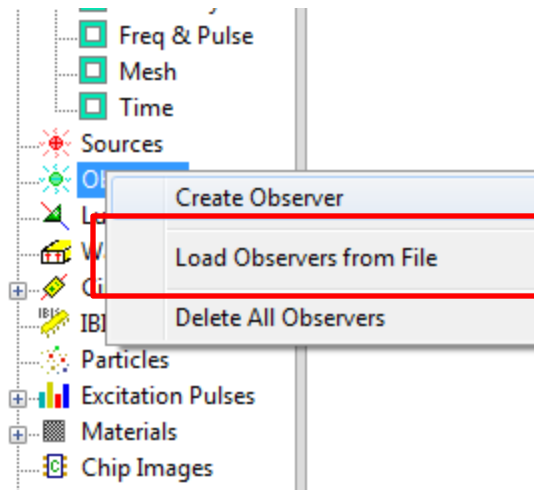 Freq & Pulse
Mesh
Time
Sources
Create Observer
Load Observers from File
Delete All Observers
Particles
Excitation Pulses
Materials
Chip Images